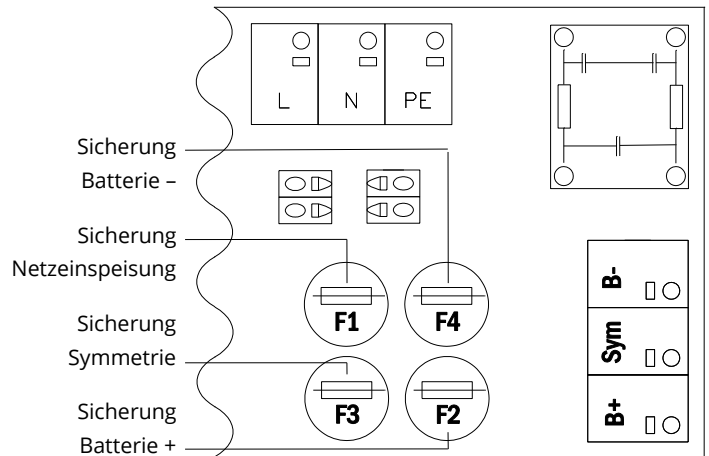 L N PE
Sicherung
Batterie –
Sicherung
Netzeinspeisung
Sicherung
Symmetrie
Sicherung
Batterie +
F1 F4
F3 F2
B-
Sym
B+